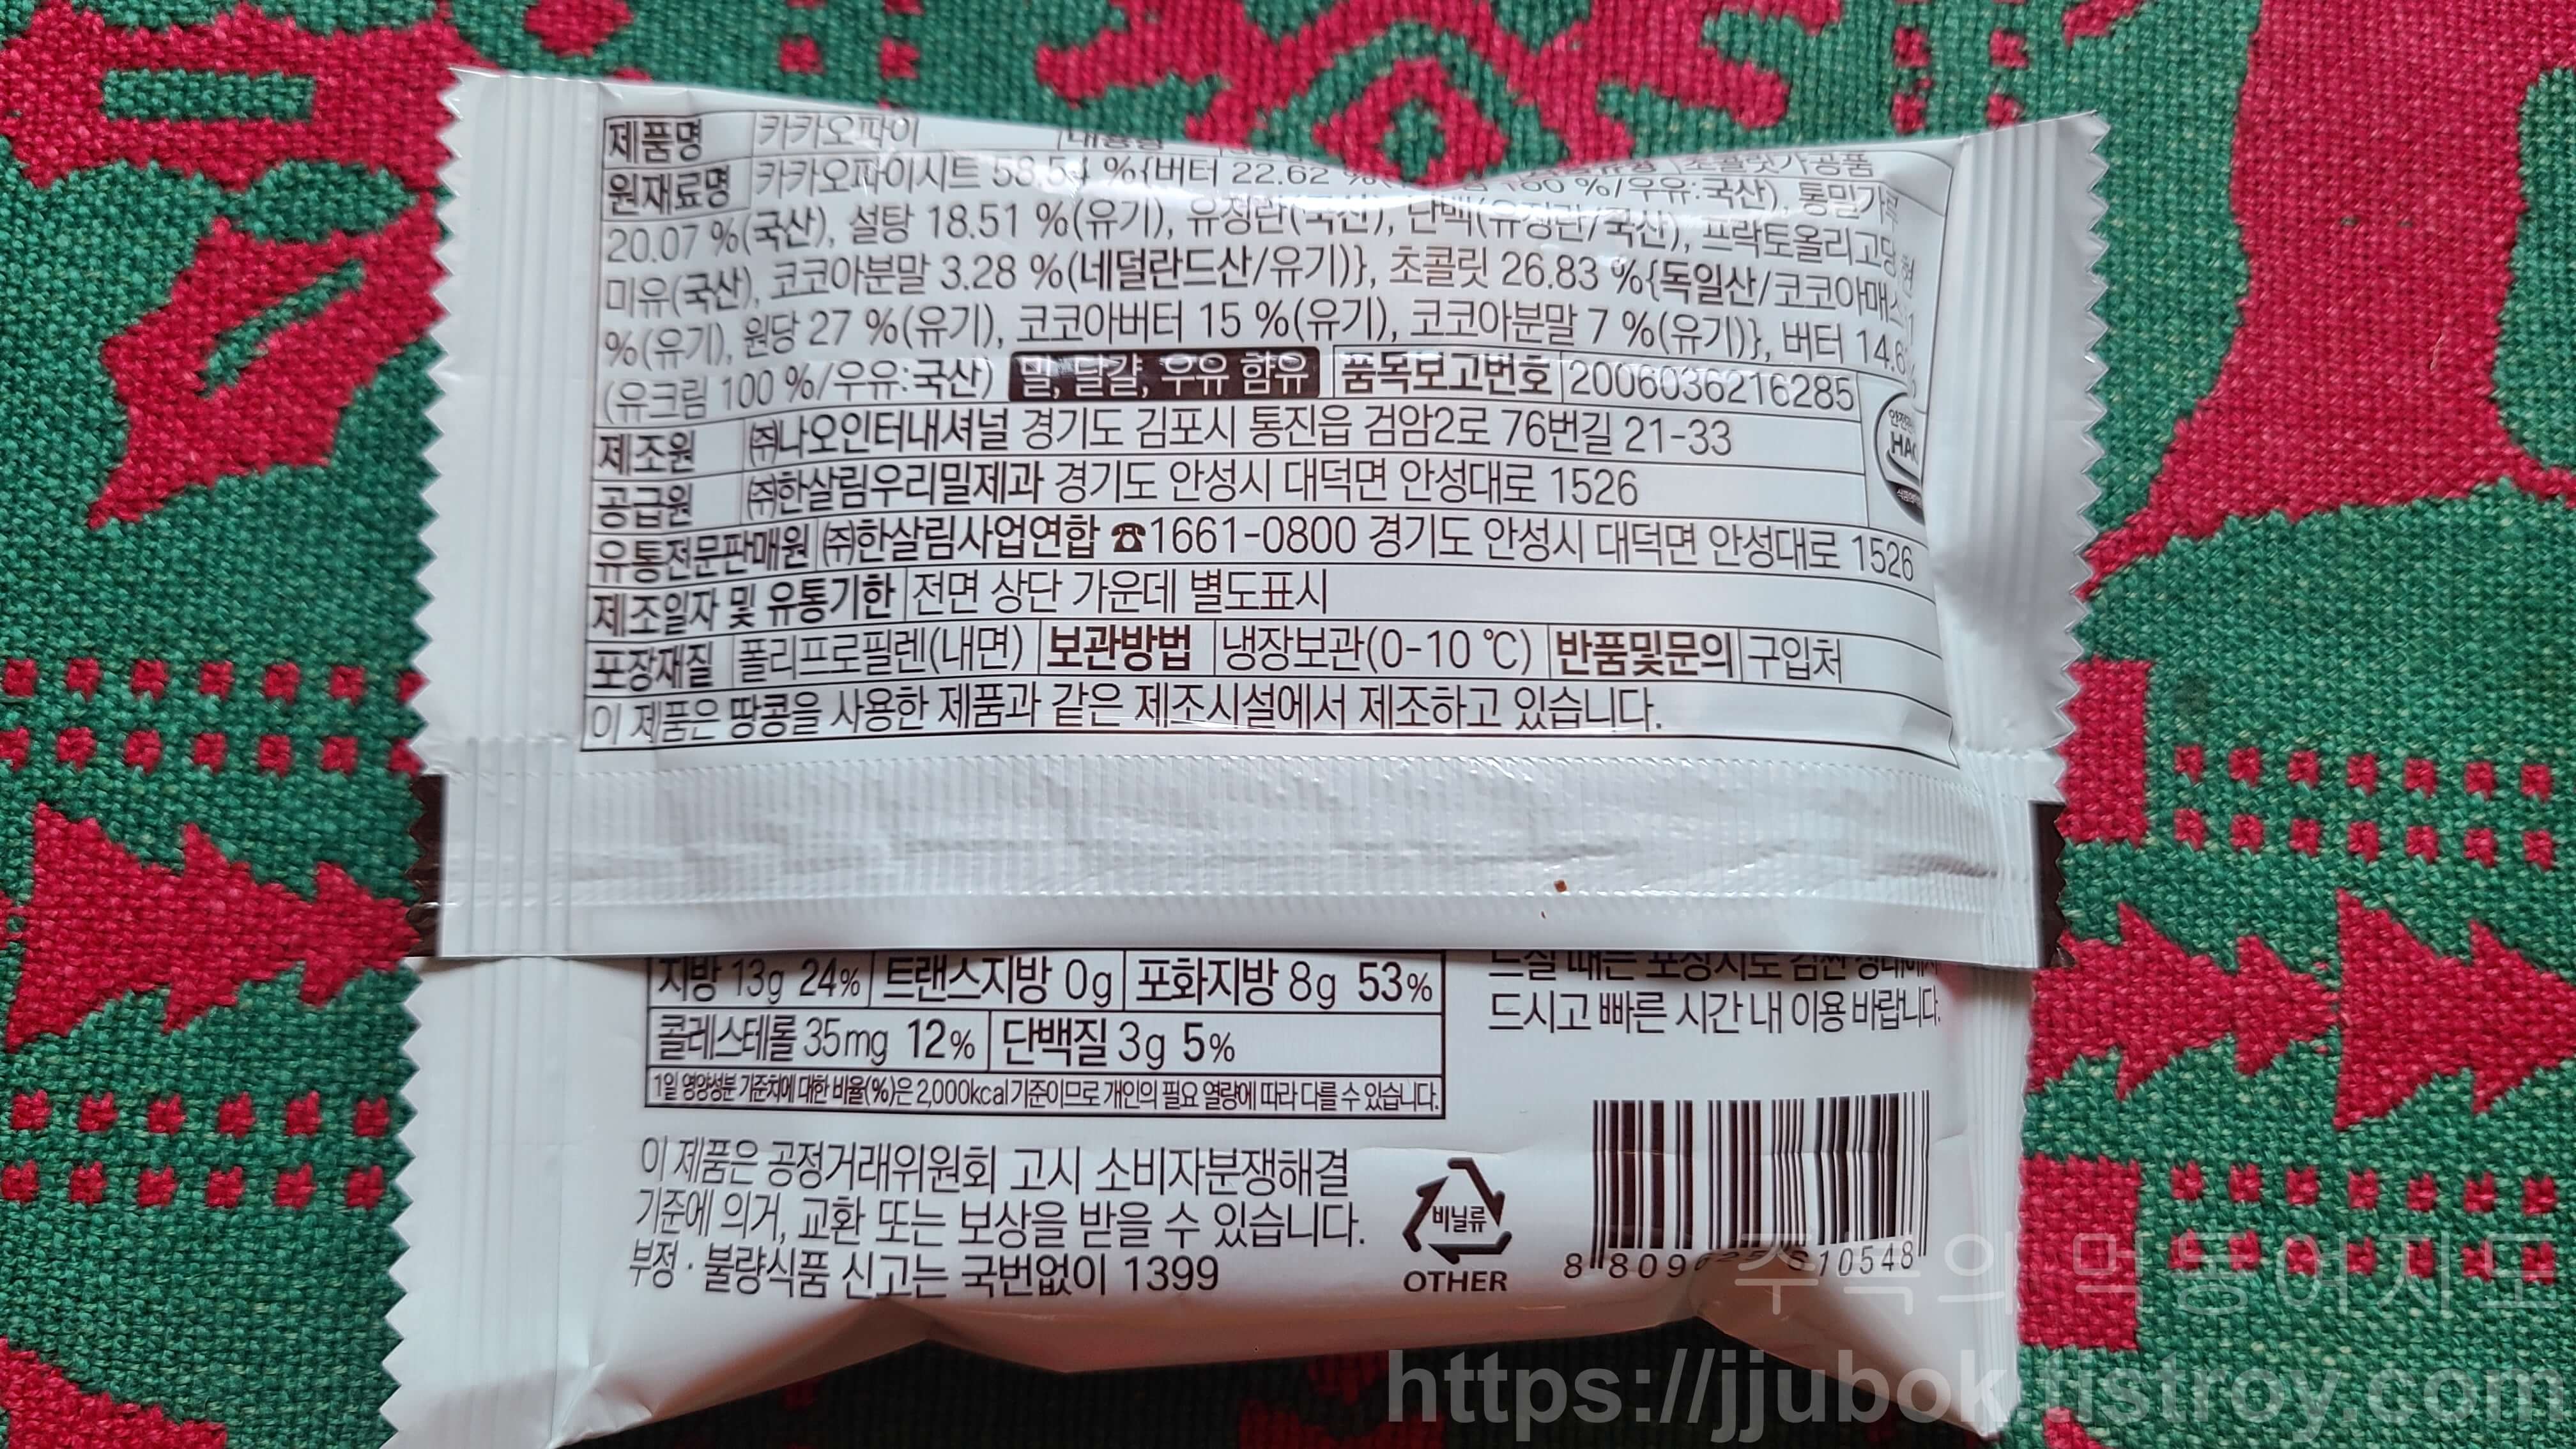 제품명 카카오파이
원재료명 카카오파이시트 58.54 %{버터 22.62 100 %/우유:국산), 통밀가루
20.07 %(국산), 설탕 18.51 %(유기), 유정란(국산), 난백(유정란/국산), 프락토올리고당, 현
미유(국산), 코코아분말 3.28 %(네덜란드산/유기)}, 초콜릿 26.83 %{독일산/코코아매스
%(유기), 원당 27 %(유기), 코코아버터 15 %(유기), 코코아분말 7 %(유기)}, 버터
(유크림 100 %/우유:국산) 밀, 달걀, 우유 함유 품목보고번호 2006036216285
제조원 ㈜나오인터내셔널 경기도 김포시 통진읍 검암2로 76번길 21-33
공급원 ㈜한살림우리밀제과 경기도 안성시 대덕면 안성대로 1526
유통전문판매원 ㈜한살림사업연합 ☎1661-0800 경기도 안성시 대덕면 안성대로 1526
제조일자 및 유통기한 전면 상단 가운데 별도표시
포장재질 폴리프로필렌(내면) 보관방법 냉장보관(0-10 ℃) 반품및문의 구입처
이 제품은 땅콩을 사용한 제품과 같은 제조시설에서 제조하고 있습니다.
지방 13g 24% 트랜스지방 0g 포화지방 8g 53%
콜레스테롤 35mg 12% 단백질 3g 5%
1일 영양성분 기준치에 대한 비율(%)은 2,000kcal 기준이므로 개인의 필요 열량에 따라 다를 수 있습니다.
드시고 빠른 시간 내 이용 바랍니다.
이 제품은 공정거래위원회 고시 소비자분쟁해결
기준에 의거, 교환 또는 보상을 받을 수 있습니다.
부정·불량식품 신고는 국번없이 1399
비닐류
OTHER
주복의 먹동여지도
https://jjubok.tistroy.com